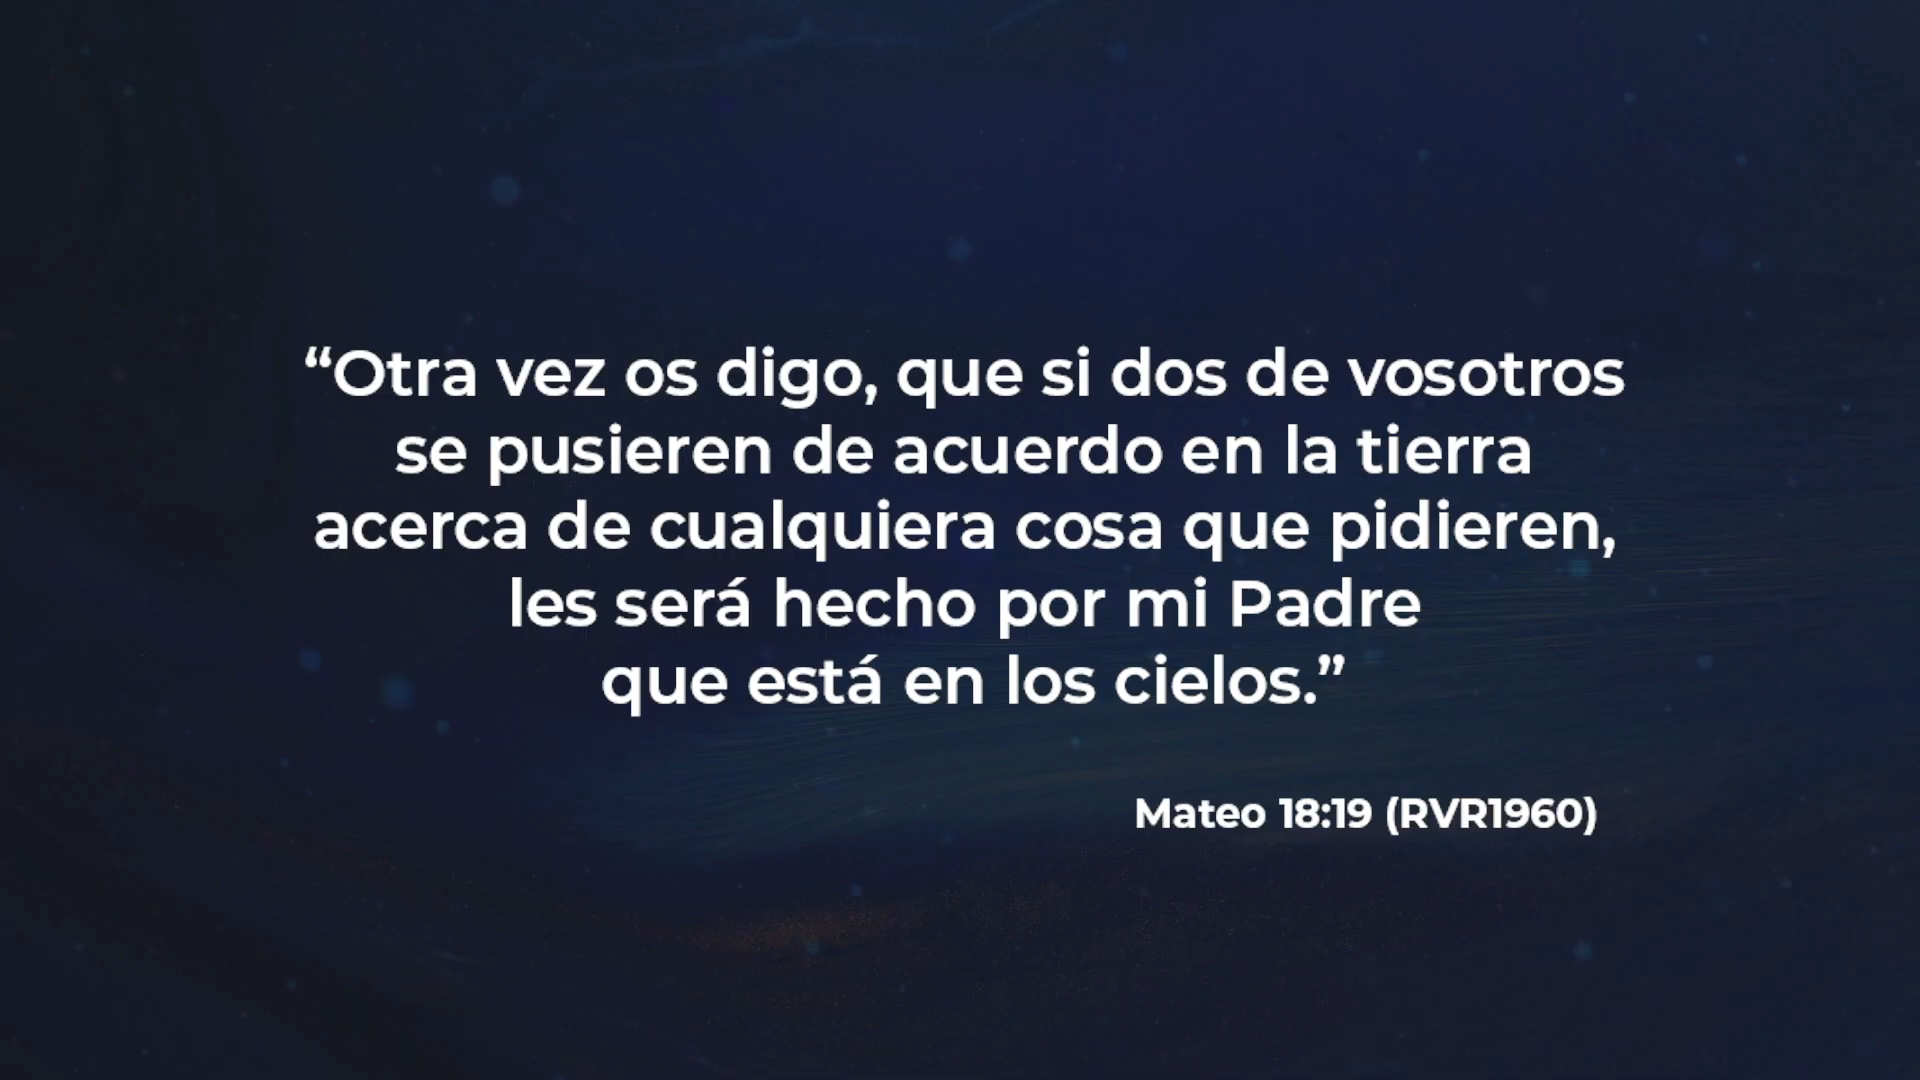 “Otra vez os digo, que si dos de vosotros
se pusieren de acuerdo en la tierra
acerca de cualquiera cosa que pidieren,
les será hecho por mi Padre
que está en los cielos.”
Mateo 18:19 (RVR1960)